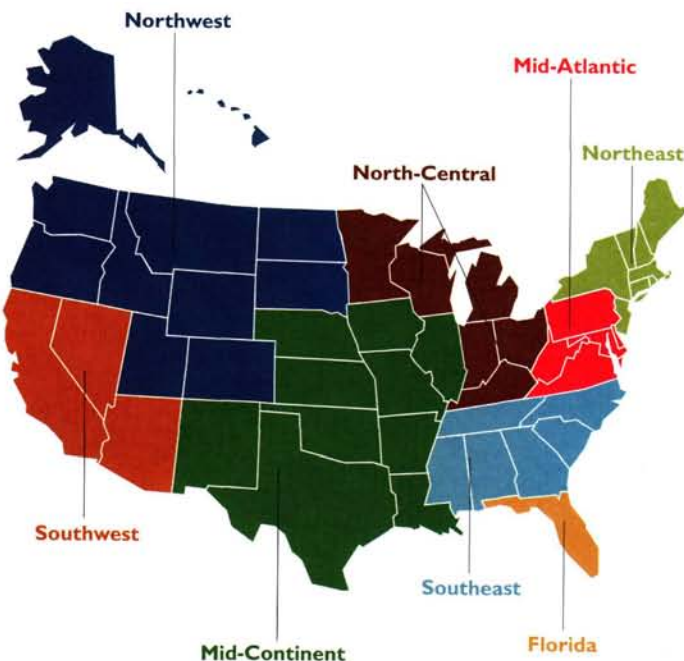 Northwest
Mid-Atlantic
Northeast
North-Central
Southwest
Southeast
Florida
Mid-Continent